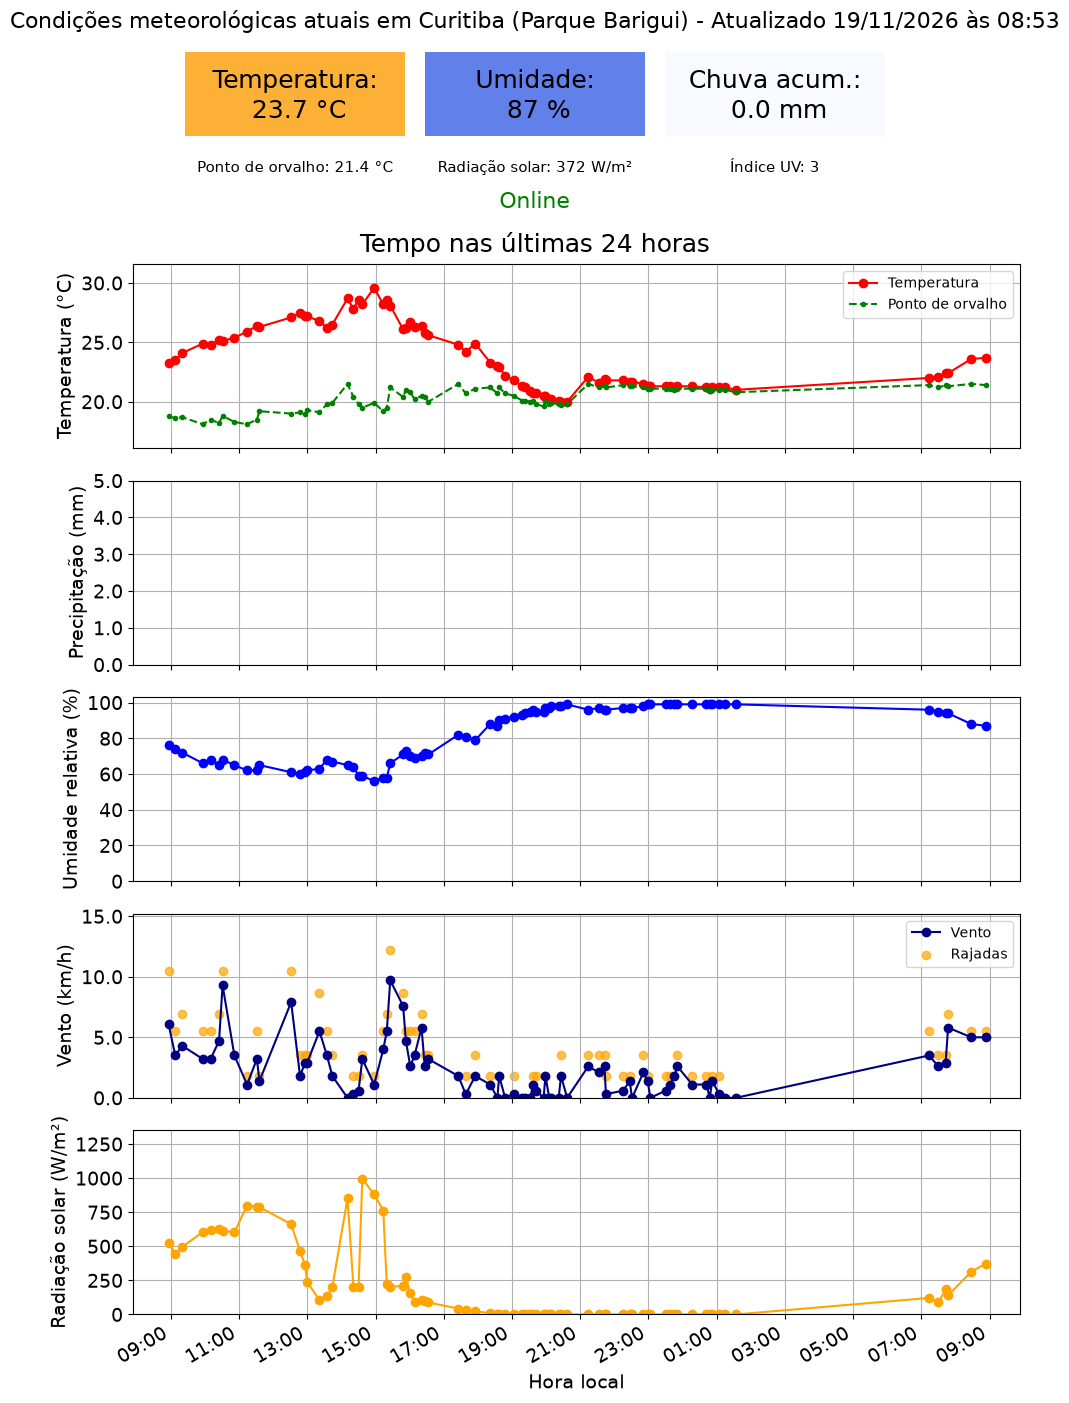 Condições meteorológicas atuais em Curitiba (Parque Barigui) - Atualizado 19/11/2026 às 08:53
Temperatura:
23.7 °C
Umidade:
87 %
Chuva acum.:
0.0 mm
Ponto de orvalho: 21.4 °C
Radiação solar: 372 W/m²
Índice UV: 3
Online
Tempo nas últimas 24 horas
Temperatura (°C)
30.0
25.0
20.0
Temperatura
Ponto de orvalho
Precipitação (mm)
5.0
4.0
3.0
2.0
1.0
0.0
Umidade relativa (%)
100
80
60
40
20
0
Vento (km/h)
15.0
10.0
5.0
0.0
Vento
Rajadas
Radiação solar (W/m²)
1250
1000
750
500
250
0
09:00
11:00
13:00
15:00
17:00
19:00
21:00
23:00
01:00
03:00
05:00
07:00
09:00
Hora local